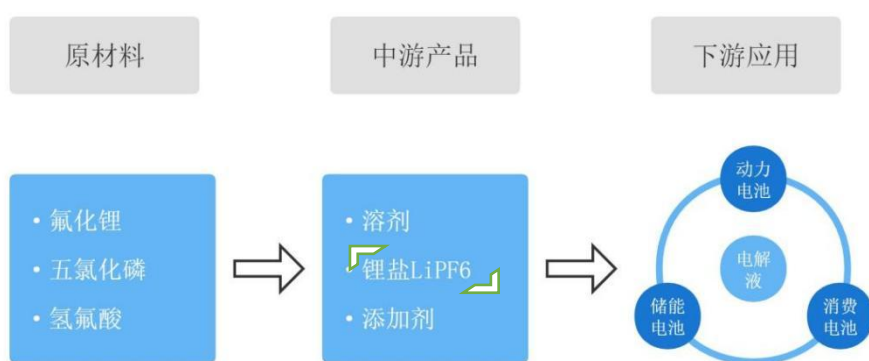 原材料
中游产品
下游应用
• 氟化锂
• 五氯化磷
• 氢氟酸
• 溶剂
• 锂盐LiPF6
• 添加剂
动力
电池
电解
液
储能
电池
消费
电池